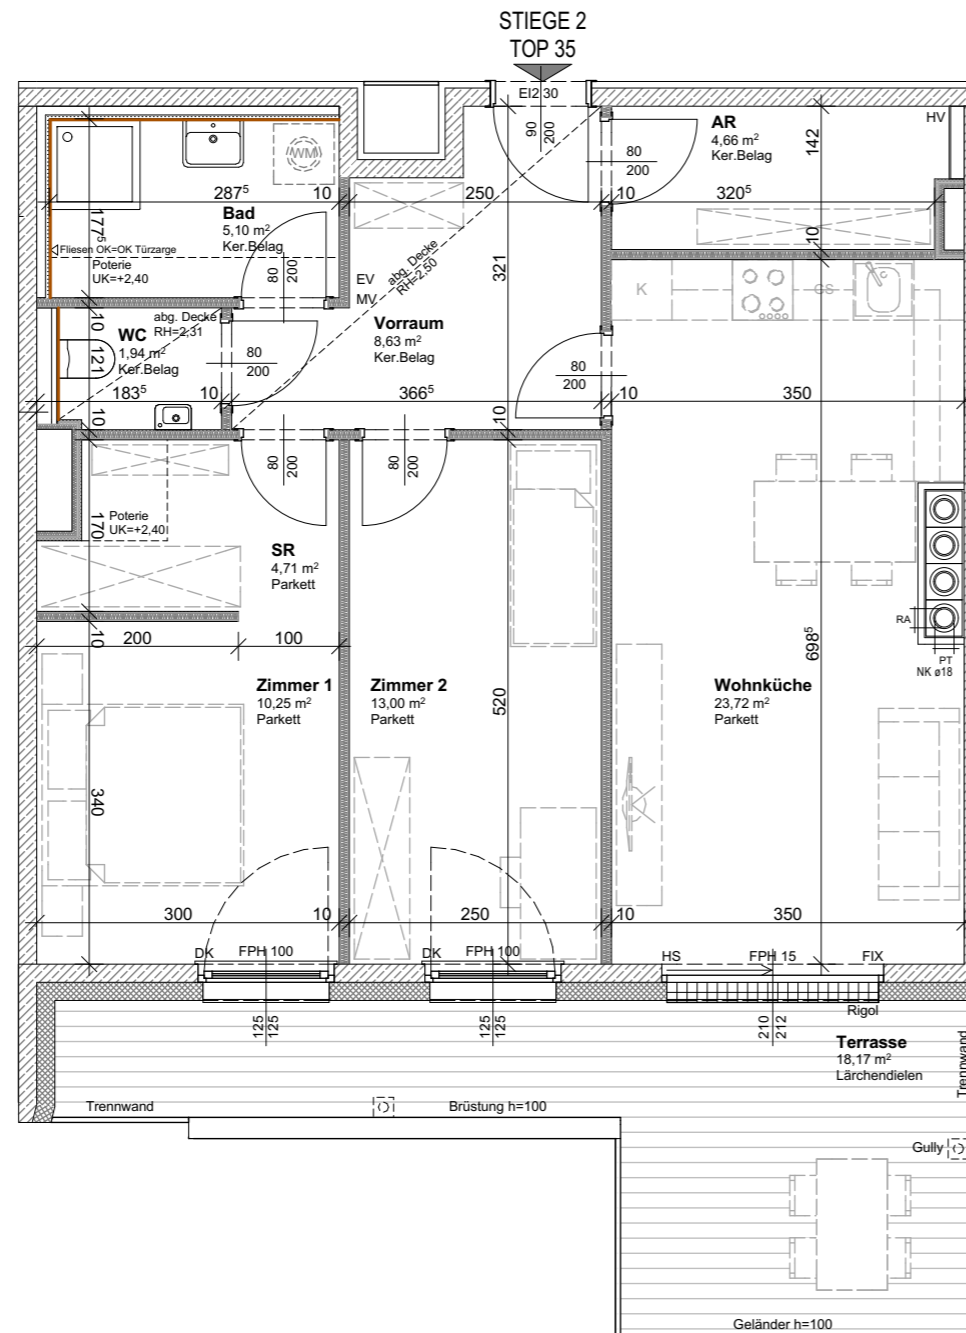 STIEGE 2
TOP 35
EI2 30
90
200
AR
4,66 m²
Ker.Belag
HV
142
80
200
WM
287⁵
10
250
10
320⁵
Bad
5,10 m²
Ker.Belag
177⁵
Fliesen OK=OK Türzarge
Poterie
UK=+2,40
80
200
abg. Decke
RH=2,50
321
10
EV
MV
K
GS
abg. Decke
RH=2,31
WC
1,94 m²
Ker.Belag
10
121
10
Vorraum
8,63 m²
Ker.Belag
80
200
80
200
183⁵
10
366⁵
10
350
10
80
200
80
200
170
Poterie
UK=+2,40
SR
4,71 m²
Parkett
RA
PT
NK ø18
10
200
100
698⁵
Zimmer 1
10,25 m²
Parkett
Zimmer 2
13,00 m²
Parkett
520
Wohnküche
23,72 m²
Parkett
340
300
10
250
10
350
DK
FPH 100
DK
FPH 100
HS
FPH 15
FIX
125
125
125
125
210
212
Rigol
Terrasse
18,17 m²
Lärchendielen
Trennwand
Trennwand
Brüstung h=100
Gully
Geländer h=100